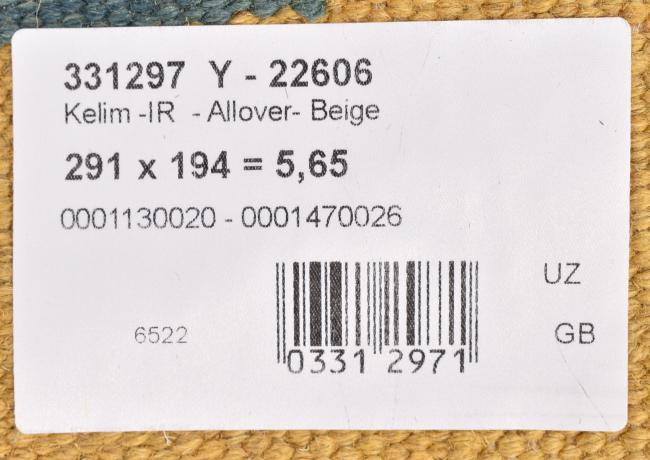 331297 Y - 22606
Kelim -IR - Allover- Beige
291 x 194 = 5,65
0001130020 - 0001470026
UZ
6522
GB
0331 2971